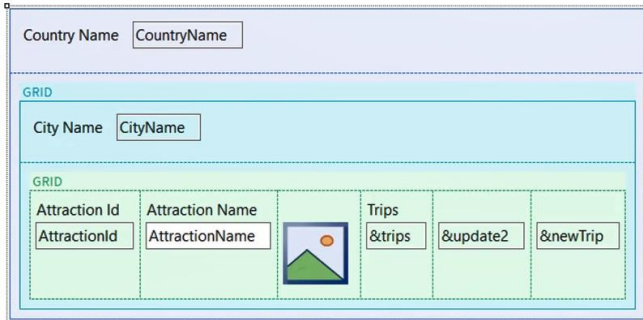 Country Name CountryName
GRID
City Name CityName
GRID
Attraction Id Attraction Name Trips
AttractionId AttractionName &trips &update2 &newTrip